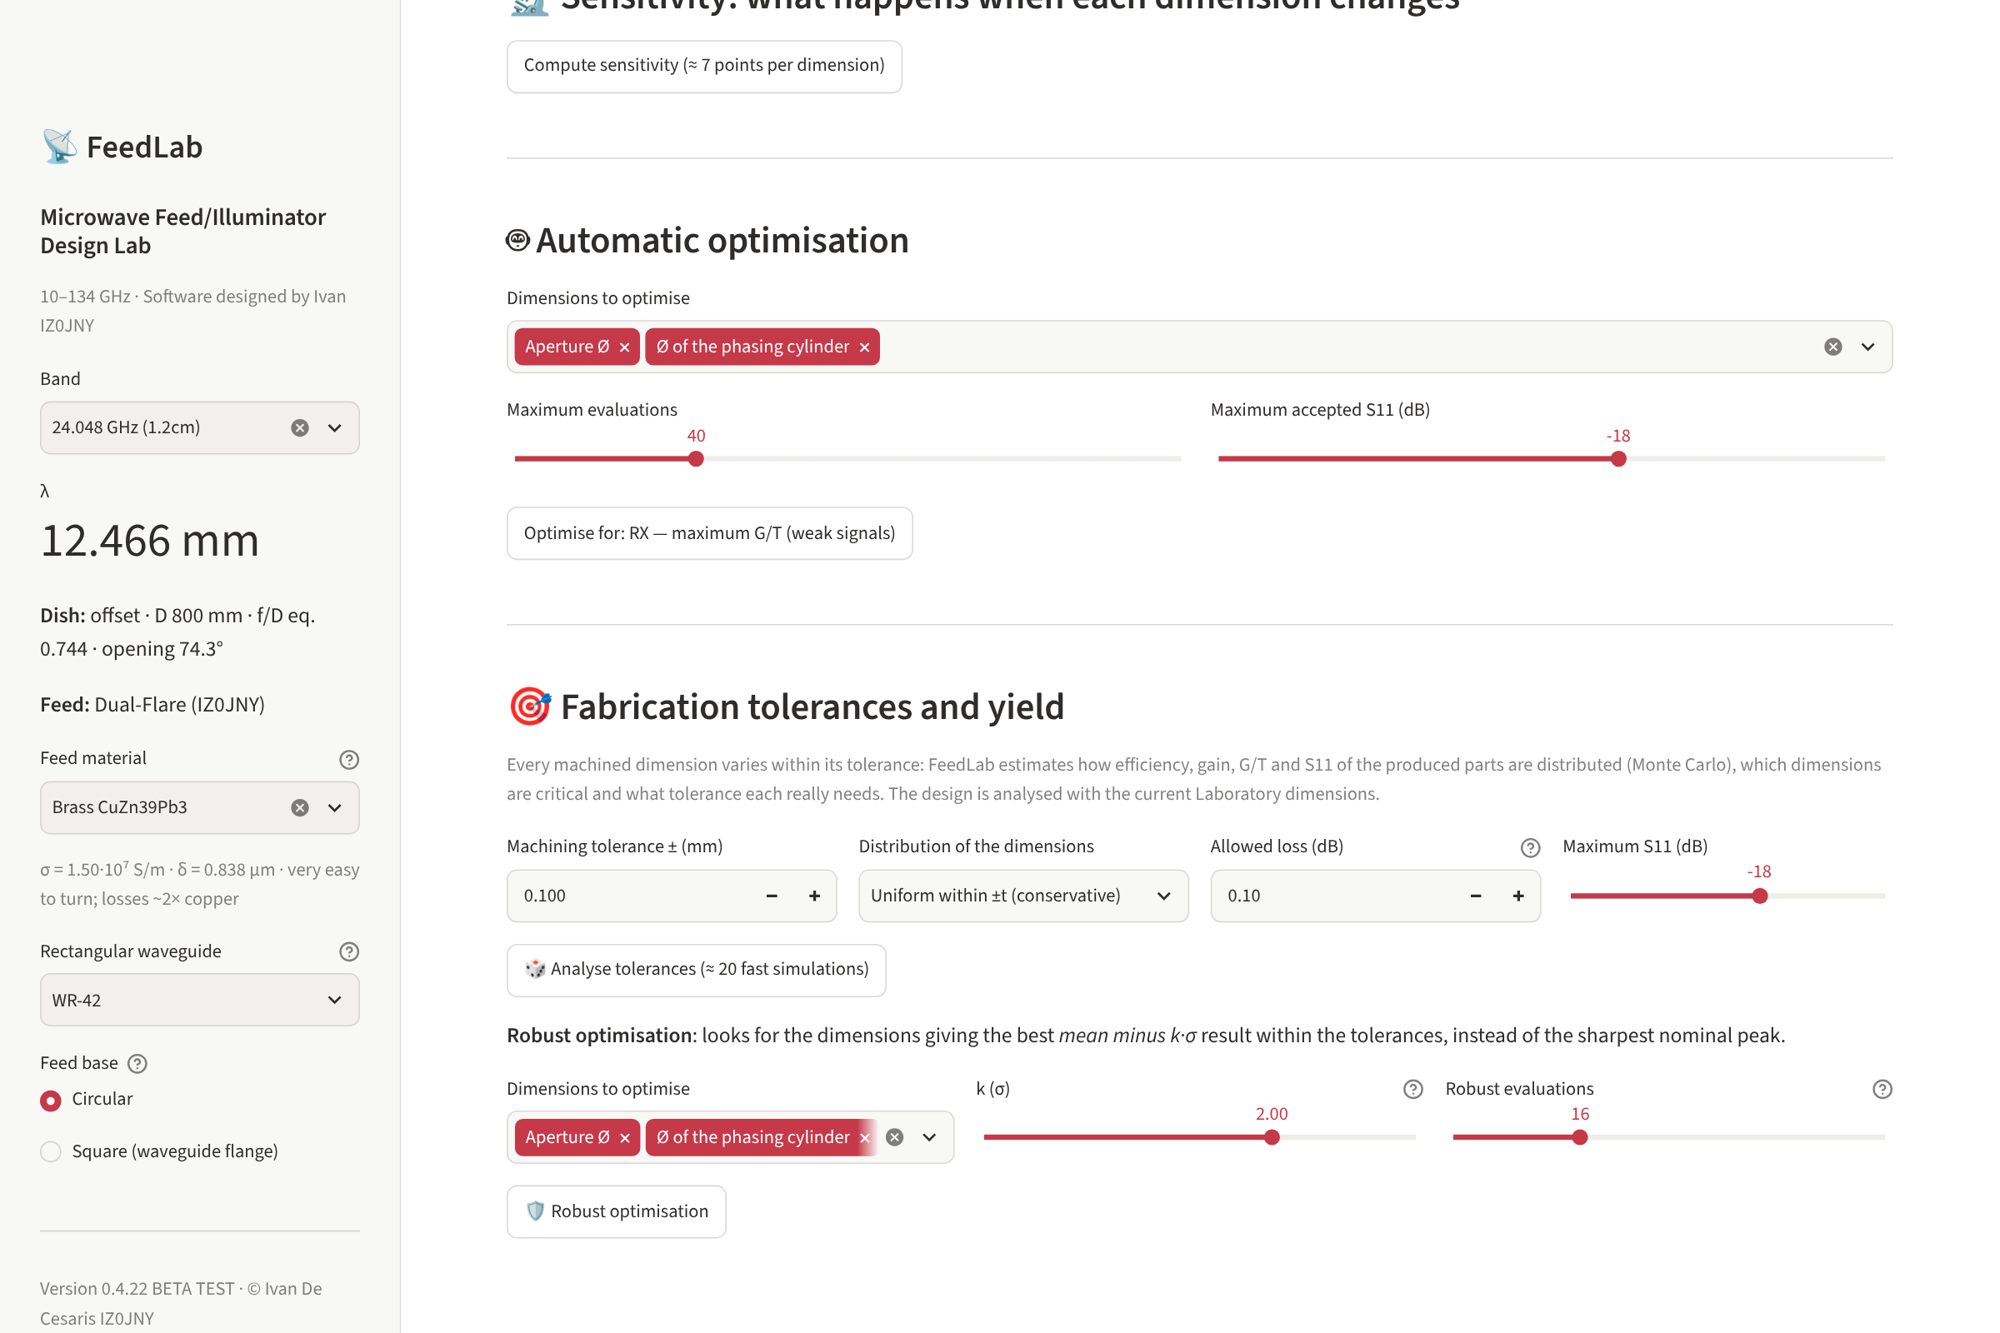 FeedLab
Microwave Feed/Illuminator
Design Lab
10–134 GHz · Software designed by Ivan
IZ0JNY
Band
24.048 GHz (1.2cm)
λ
12.466 mm
Dish: offset · D 800 mm · f/D eq.
0.744 · opening 74.3°
Feed: Dual-Flare (IZ0JNY)
Feed material
Brass CuZn39Pb3
σ = 1.50·10⁷ S/m · δ = 0.838 µm · very easy
to turn; losses ~2× copper
Rectangular waveguide
WR-42
Feed base
Circular
Square (waveguide flange)
Version 0.4.22 BETA TEST · © Ivan De
Cesaris IZ0JNY
Sensitivity: what happens when each dimension changes
Compute sensitivity (≈ 7 points per dimension)
Automatic optimisation
Dimensions to optimise
Aperture Ø × Ø of the phasing cylinder ×
Maximum evaluations
40
Maximum accepted S11 (dB)
-18
Optimise for: RX — maximum G/T (weak signals)
Fabrication tolerances and yield
Every machined dimension varies within its tolerance: FeedLab estimates how efficiency, gain, G/T and S11 of the produced parts are distributed (Monte Carlo), which dimensions
are critical and what tolerance each really needs. The design is analysed with the current Laboratory dimensions.
Machining tolerance ± (mm)
0.100
Distribution of the dimensions
Uniform within ±t (conservative)
Allowed loss (dB)
0.10
Maximum S11 (dB)
-18
Analyse tolerances (≈ 20 fast simulations)
Robust optimisation: looks for the dimensions giving the best mean minus k·σ result within the tolerances, instead of the sharpest nominal peak.
Dimensions to optimise
Aperture Ø × Ø of the phasing cylinder ×
k (σ)
2.00
Robust evaluations
16
Robust optimisation